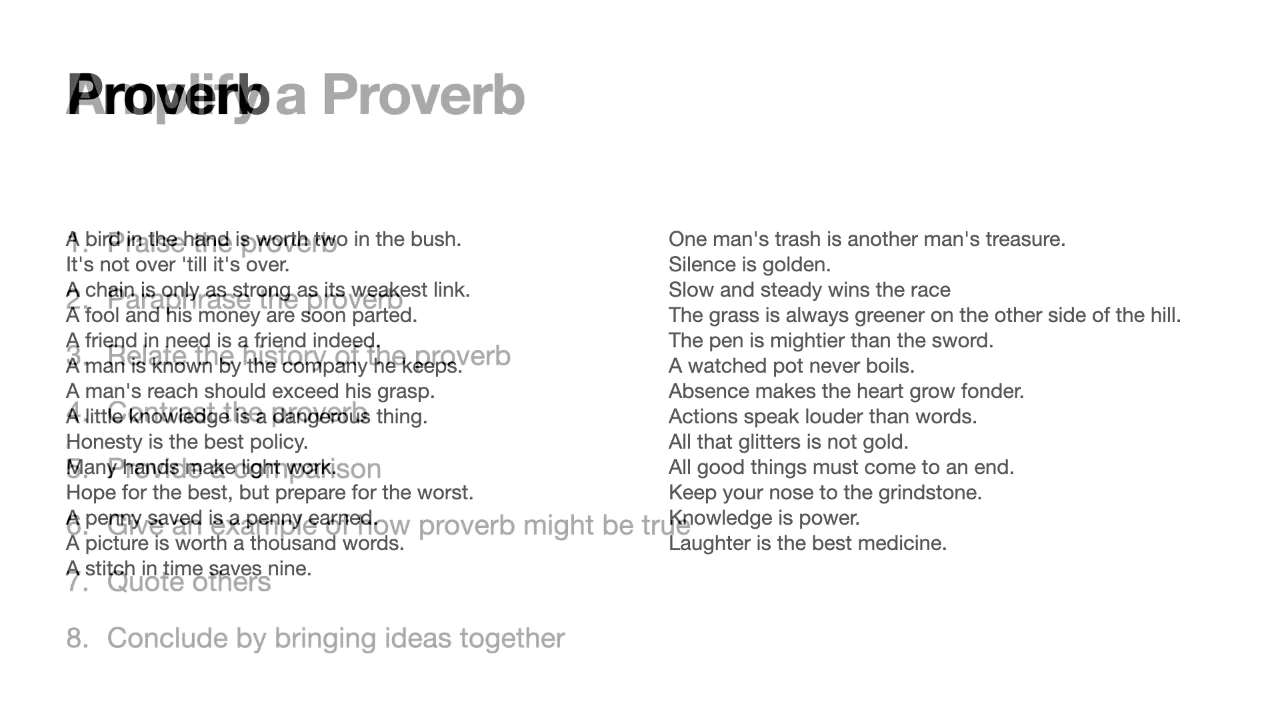 Proverb
Amplify a Proverb
A bird in the hand is worth two in the bush.
It's not over 'till it's over.
A chain is only as strong as its weakest link.
A fool and his money are soon parted.
A friend in need is a friend indeed.
A man is known by the company he keeps.
A man's reach should exceed his grasp.
A little knowledge is a dangerous thing.
Honesty is the best policy.
Many hands make light work.
Hope for the best, but prepare for the worst.
A penny saved is a penny earned.
A picture is worth a thousand words.
A stitch in time saves nine.
One man's trash is another man's treasure.
Silence is golden.
Slow and steady wins the race
The grass is always greener on the other side of the hill.
The pen is mightier than the sword.
A watched pot never boils.
Absence makes the heart grow fonder.
Actions speak louder than words.
All that glitters is not gold.
All good things must come to an end.
Keep your nose to the grindstone.
Knowledge is power.
Laughter is the best medicine.
1. Praise the proverb
2. Paraphrase the proverb
3. Relate the history of the proverb
4. Contrast the proverb
5. Provide a comparison
6. Give an example of how proverb might be true
7. Quote others
8. Conclude by bringing ideas together